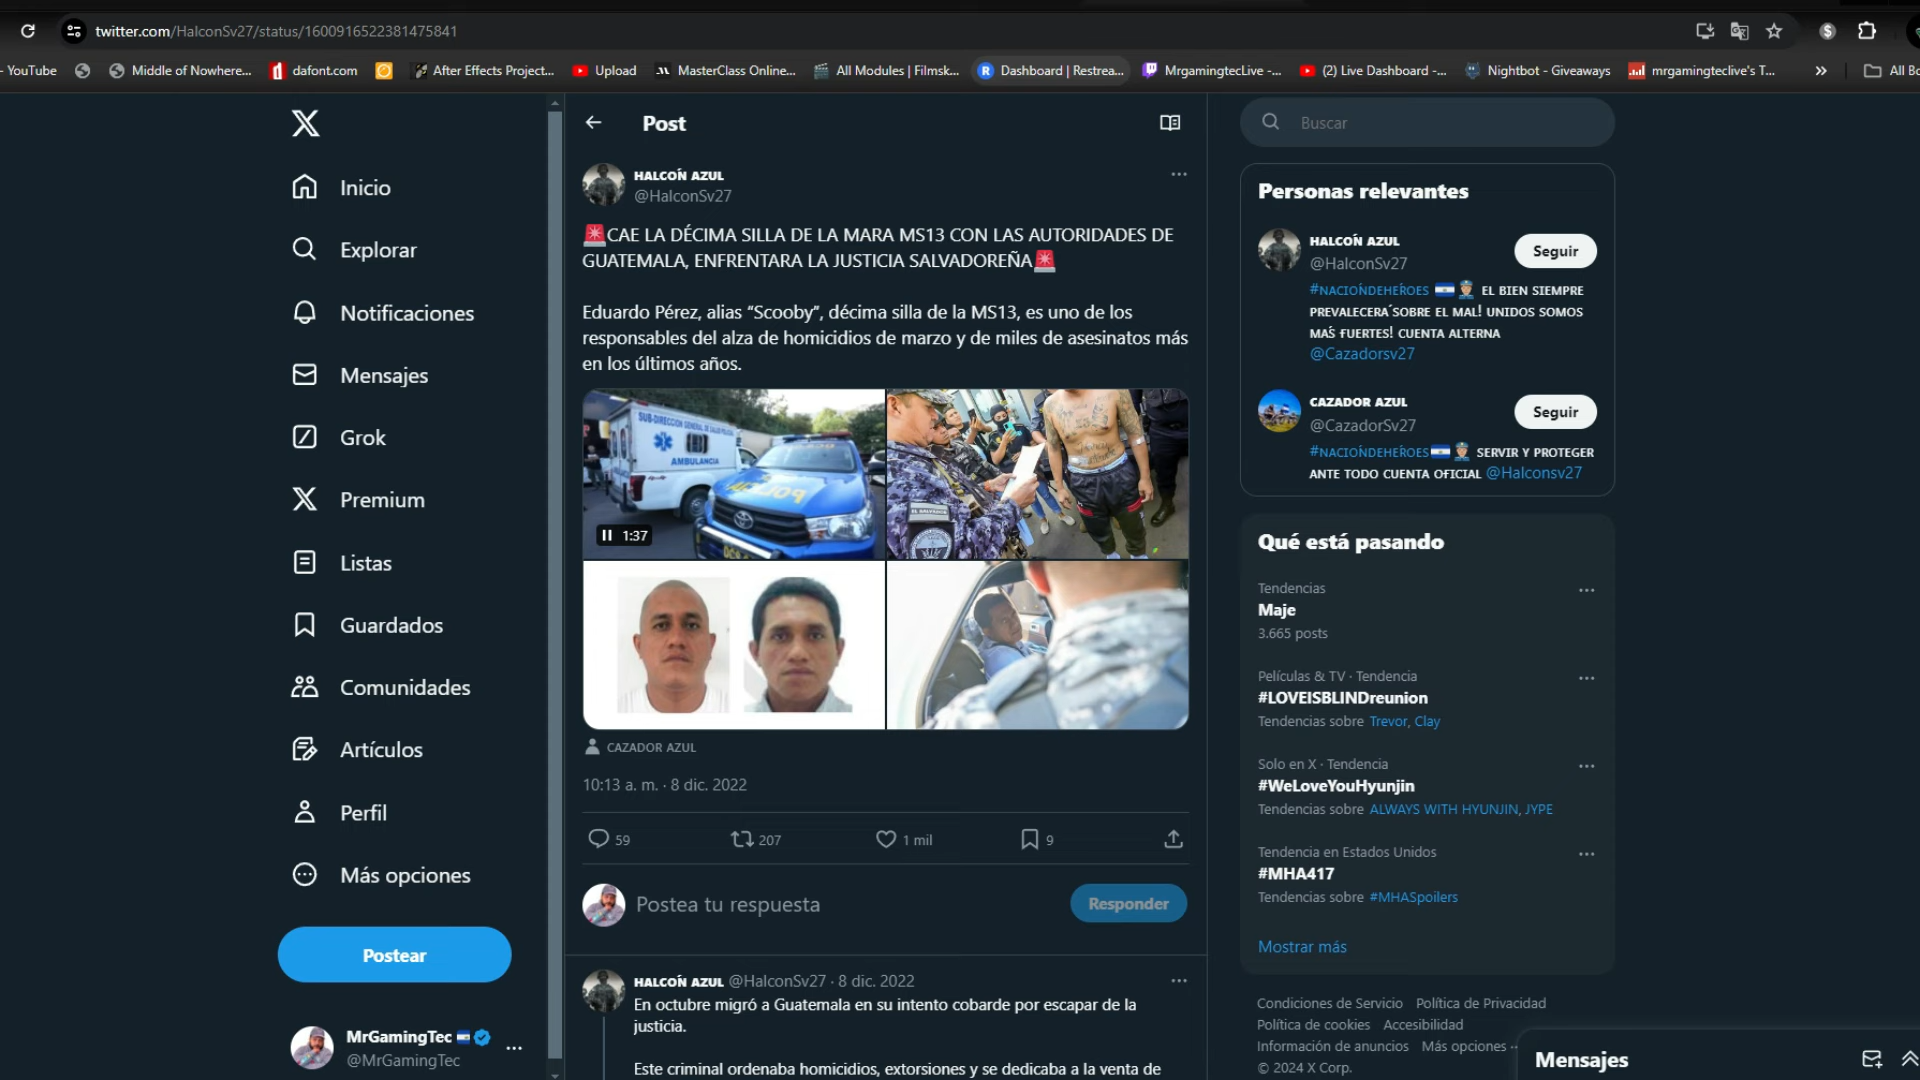 twitter.com/HalconSv27/status/1600916522381475841
- YouTube
Middle of Nowhere...
dafont.com
After Effects Project...
Upload
MasterClass Online...
All Modules | Filmsk...
Dashboard | Restrea...
MrgamingtecLive -...
(2) Live Dashboard -...
Nightbot - Giveaways
mrgamingteclive's T...
»
All Bo
Inicio
Explorar
Notificaciones
Mensajes
Grok
Premium
Listas
Guardados
Comunidades
Artículos
Perfil
Más opciones
Postear
MrGamingTec
@MrGamingTec
Post
HALCÓN AZUL
@HalconSv27
🚨CAE LA DÉCIMA SILLA DE LA MARA MS13 CON LAS AUTORIDADES DE
GUATEMALA, ENFRENTARA LA JUSTICIA SALVADOREÑA🚨
Eduardo Pérez, alias “Scooby”, décima silla de la MS13, es uno de los
responsables del alza de homicidios de marzo y de miles de asesinatos más
en los últimos años.
SUB-DIRECCIÓN GENERAL DE SALUD POLICIAL
AMBULANCIA
POLICIA
1:37
EL SALVADOR
CAZADOR AZUL
10:13 a. m. · 8 dic. 2022
59
207
1 mil
9
Postea tu respuesta
Responder
HALCÓN AZUL @HalconSv27 · 8 dic. 2022
En octubre migró a Guatemala en su intento cobarde por escapar de la
justicia.
Este criminal ordenaba homicidios, extorsiones y se dedicaba a la venta de
Buscar
Personas relevantes
HALCÓN AZUL
@HalconSv27
Seguir
#NACIÓNDEHÉROES 🇸🇻👮 EL BIEN SIEMPRE
PREVALECERÁ SOBRE EL MAL! UNIDOS SOMOS
MÁS FUERTES! CUENTA ALTERNA
@Cazadorsv27
CAZADOR AZUL
@CazadorSv27
Seguir
#NACIÓNDEHÉROES🇸🇻👮 SERVIR Y PROTEGER
ANTE TODO CUENTA OFICIAL @Halconsv27
Qué está pasando
Tendencias
Maje
3.665 posts
Películas & TV · Tendencia
#LOVEISBLINDreunion
Tendencias sobre Trevor, Clay
Solo en X · Tendencia
#WeLoveYouHyunjin
Tendencias sobre ALWAYS WITH HYUNJIN, JYPE
Tendencia en Estados Unidos
#MHA417
Tendencias sobre #MHASpoilers
Mostrar más
Condiciones de Servicio Política de Privacidad
Política de cookies Accesibilidad
Información de anuncios Más opciones ··
© 2024 X Corp.
Mensajes